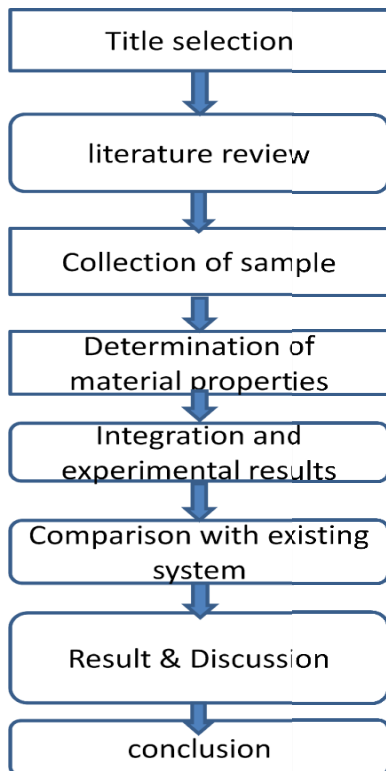 Title selection
literature review
Collection of sample
Determination of
material properties
Integration and
experimental results
Comparison with existing
system
Result & Discussion
conclusion